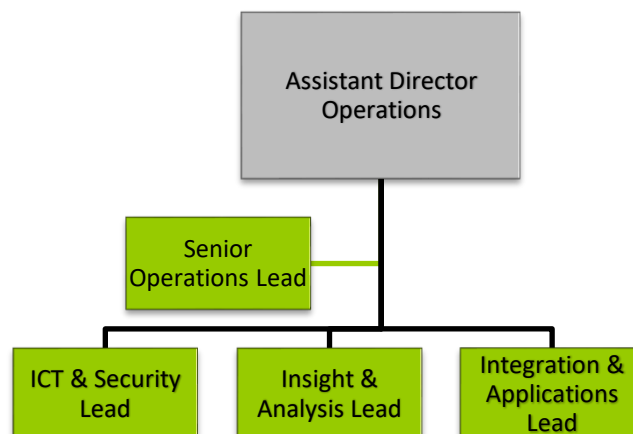 Assistant Director
Operations
Senior
Operations Lead
ICT & Security
Lead
Insight &
Analysis Lead
Integration &
Applications
Lead